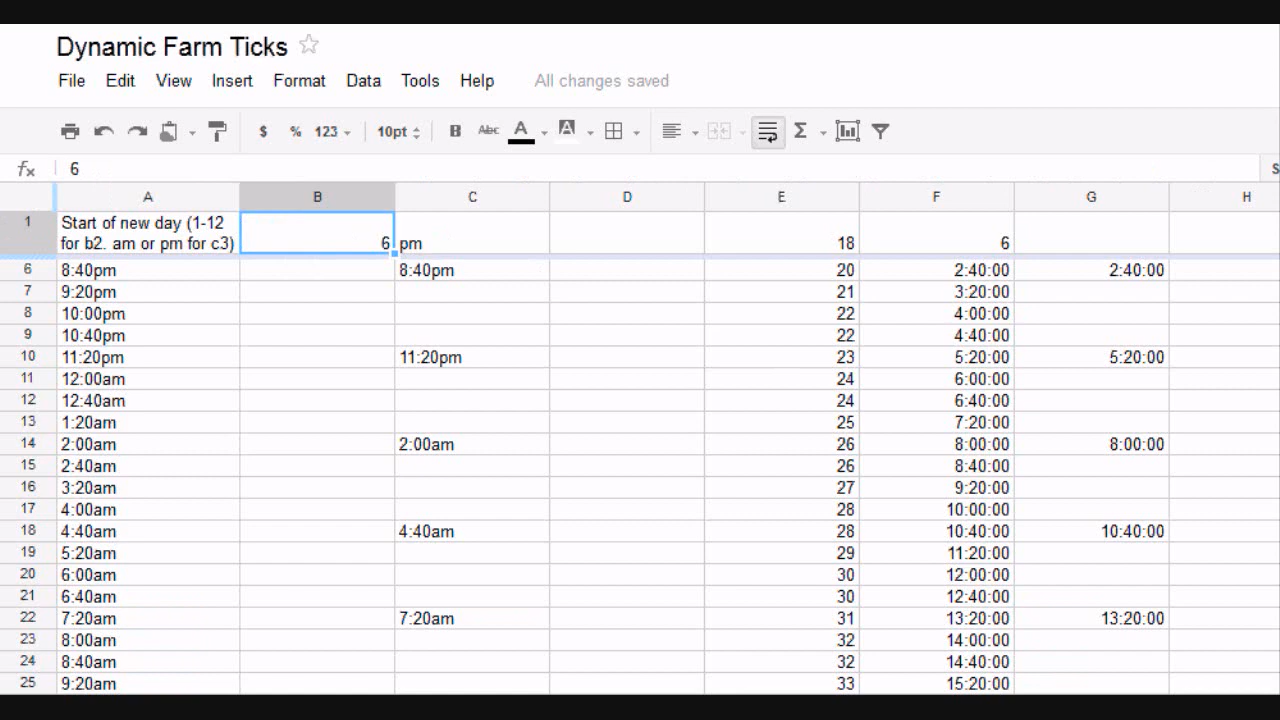 Dynamic Farm Ticks
File Edit View Insert Format Data Tools Help All changes saved
$ % 123 10pt B Abc A A Σ
fx 6 S
A B C D E F G H
1 Start of new day (1-12
for b2. am or pm for c3) 6 pm 18 6
6 8:40pm 8:40pm 20 2:40:00 2:40:00
7 9:20pm 21 3:20:00
8 10:00pm 22 4:00:00
9 10:40pm 22 4:40:00
10 11:20pm 11:20pm 23 5:20:00 5:20:00
11 12:00am 24 6:00:00
12 12:40am 24 6:40:00
13 1:20am 25 7:20:00
14 2:00am 2:00am 26 8:00:00 8:00:00
15 2:40am 26 8:40:00
16 3:20am 27 9:20:00
17 4:00am 28 10:00:00
18 4:40am 4:40am 28 10:40:00 10:40:00
19 5:20am 29 11:20:00
20 6:00am 30 12:00:00
21 6:40am 30 12:40:00
22 7:20am 7:20am 31 13:20:00 13:20:00
23 8:00am 32 14:00:00
24 8:40am 32 14:40:00
25 9:20am 33 15:20:00